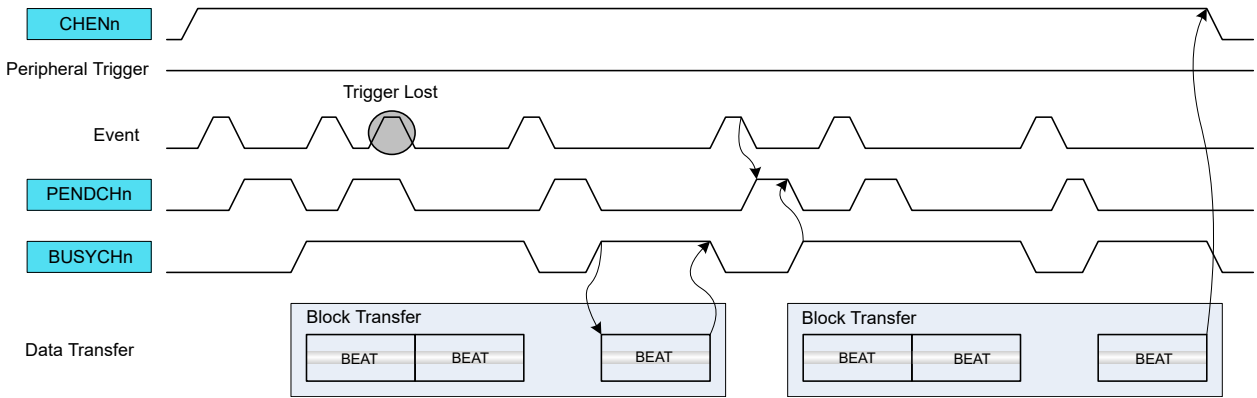 CHENn
Peripheral Trigger
Trigger Lost
Event
PENDCHn
BUSYCHn
Block Transfer
Block Transfer
Data Transfer
BEAT
BEAT
BEAT
BEAT
BEAT
BEAT